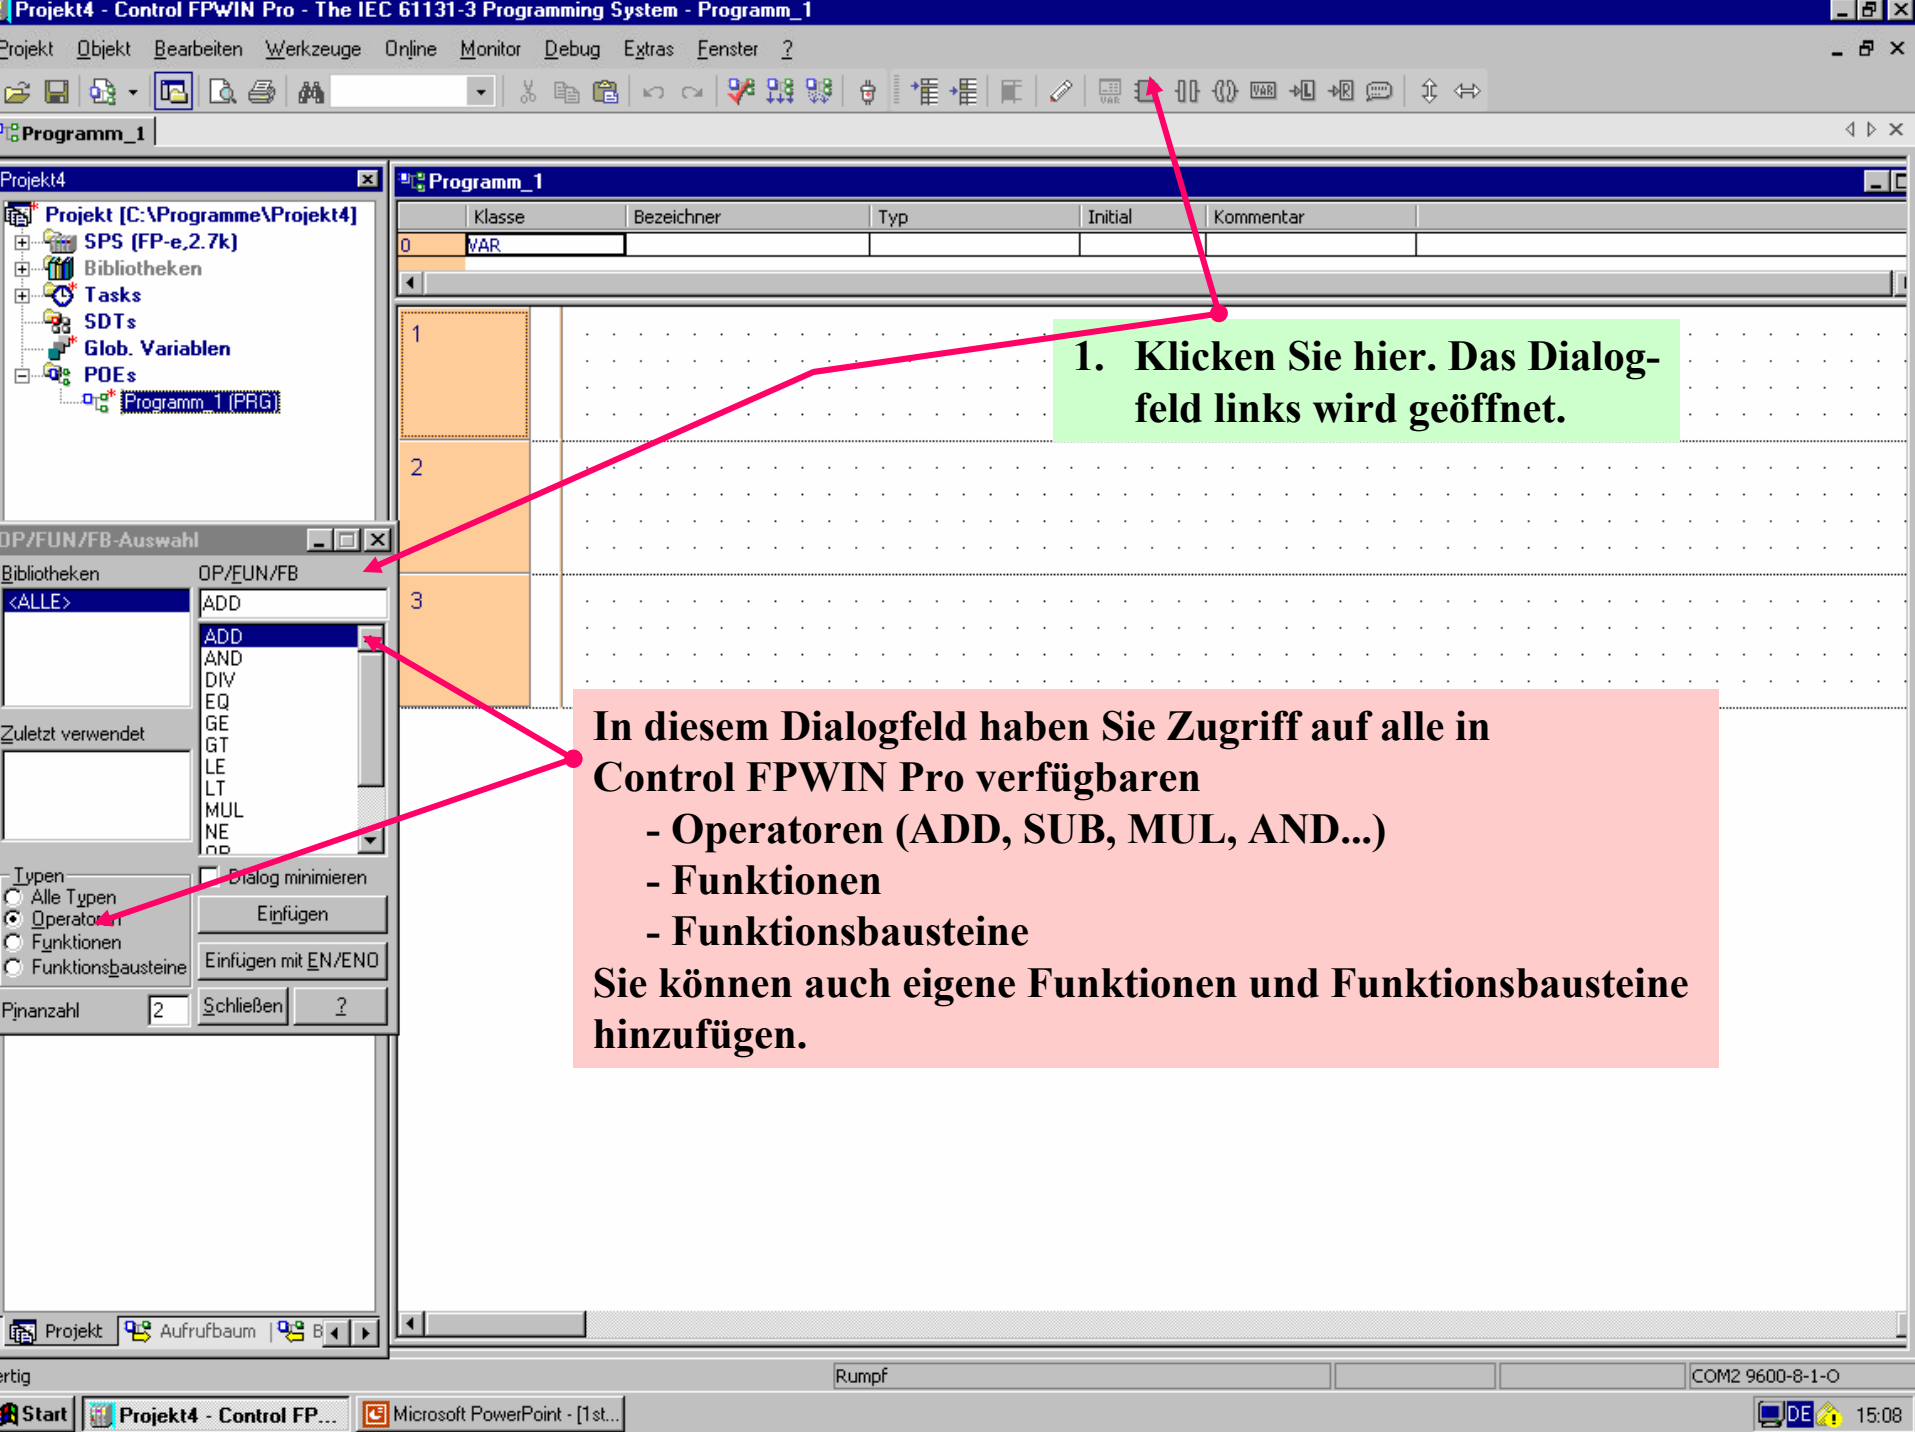 Projekt4 - Control FPWIN Pro - The IEC 61131-3 Programming System - Programm_1
Projekt Objekt Bearbeiten Werkzeuge Online Monitor Debug Extras Fenster ?
Programm_1
Projekt4
Projekt [C:\Programme\Projekt4]
SPS (FP-e,2.7k)
Bibliotheken
Tasks
SDTs
Glob. Variablen
POEs
Programm_1 (PRG)
Programm_1
Klasse Bezeichner Typ Initial Kommentar
0 VAR
1
2
3
1. Klicken Sie hier. Das Dialog-
feld links wird geöffnet.
OP/FUN/FB-Auswahl
Bibliotheken
<ALLE>
Zuletzt verwendet
OP/FUN/FB
ADD
ADD
AND
DIV
EQ
GE
GT
LE
LT
MUL
NE
OR
Typen
Alle Typen
Operatoren
Funktionen
Funktionsbausteine
Dialog minimieren
Einfügen
Einfügen mit EN/ENO
Pinanzahl 2
Schließen ?
In diesem Dialogfeld haben Sie Zugriff auf alle in
Control FPWIN Pro verfügbaren
- Operatoren (ADD, SUB, MUL, AND...)
- Funktionen
- Funktionsbausteine
Sie können auch eigene Funktionen und Funktionsbausteine
hinzufügen.
Projekt Aufrufbaum B
ertig Rumpf COM2 9600-8-1-O
Start Projekt4 - Control FP... Microsoft PowerPoint - [1st... DE 15:08